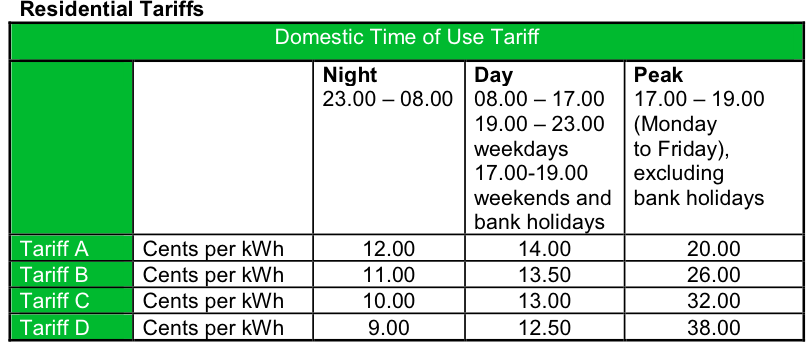 Residential Tariffs
Domestic Time of Use Tariff
Night Day Peak
23.00 – 08.00 08.00 – 17.00 17.00 – 19.00
19.00 – 23.00 (Monday
weekdays to Friday),
17.00-19.00 excluding
weekends and bank holidays
bank holidays
Tariff A Cents per kWh 12.00 14.00 20.00
Tariff B Cents per kWh 11.00 13.50 26.00
Tariff C Cents per kWh 10.00 13.00 32.00
Tariff D Cents per kWh 9.00 12.50 38.00